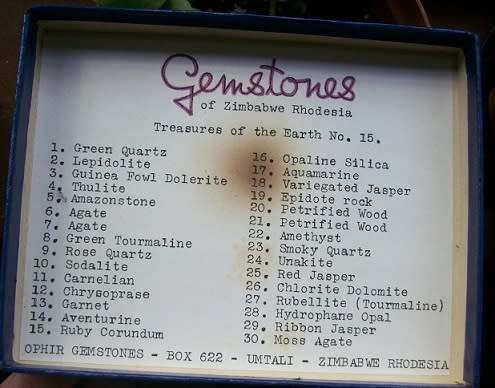 Gemstones
of Zimbabwe Rhodesia
Treasures of the Earth No. 15.
1. Green Quartz
2. Lepidolite
3. Guinea Fowl Dolerite
4. Thulite
5. Amazonstone
6. Agate
7. Agate
8. Green Tourmaline
9. Rose Quartz
10. Sodalite
11. Carnelian
12. Chrysoprase
13. Garnet
14. Aventurine
15. Ruby Corundum
16. Opaline Silica
17. Aquamarine
18. Variegated Jasper
19. Epidote rock
20. Petrified Wood
21. Petrified Wood
22. Amethyst
23. Smoky Quartz
24. Unakite
25. Red Jasper
26. Chlorite Dolomite
27. Rubellite (Tourmaline)
28. Hydrophane Opal
29. Ribbon Jasper
30. Moss Agate
OPHIR GEMSTONES - BOX 622 - UMTALI - ZIMBABWE RHODESIA